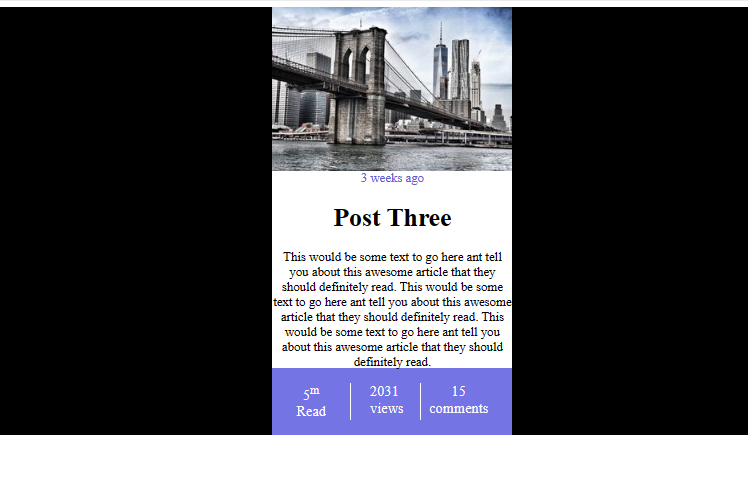 3 weeks ago
Post Three
This would be some text to go here ant tell
you about this awesome article that they
should definitely read. This would be some
text to go here ant tell you about this awesome
article that they should definitely read. This
would be some text to go here ant tell you
about this awesome article that they should
definitely read.
5m 2031 15
Read views comments